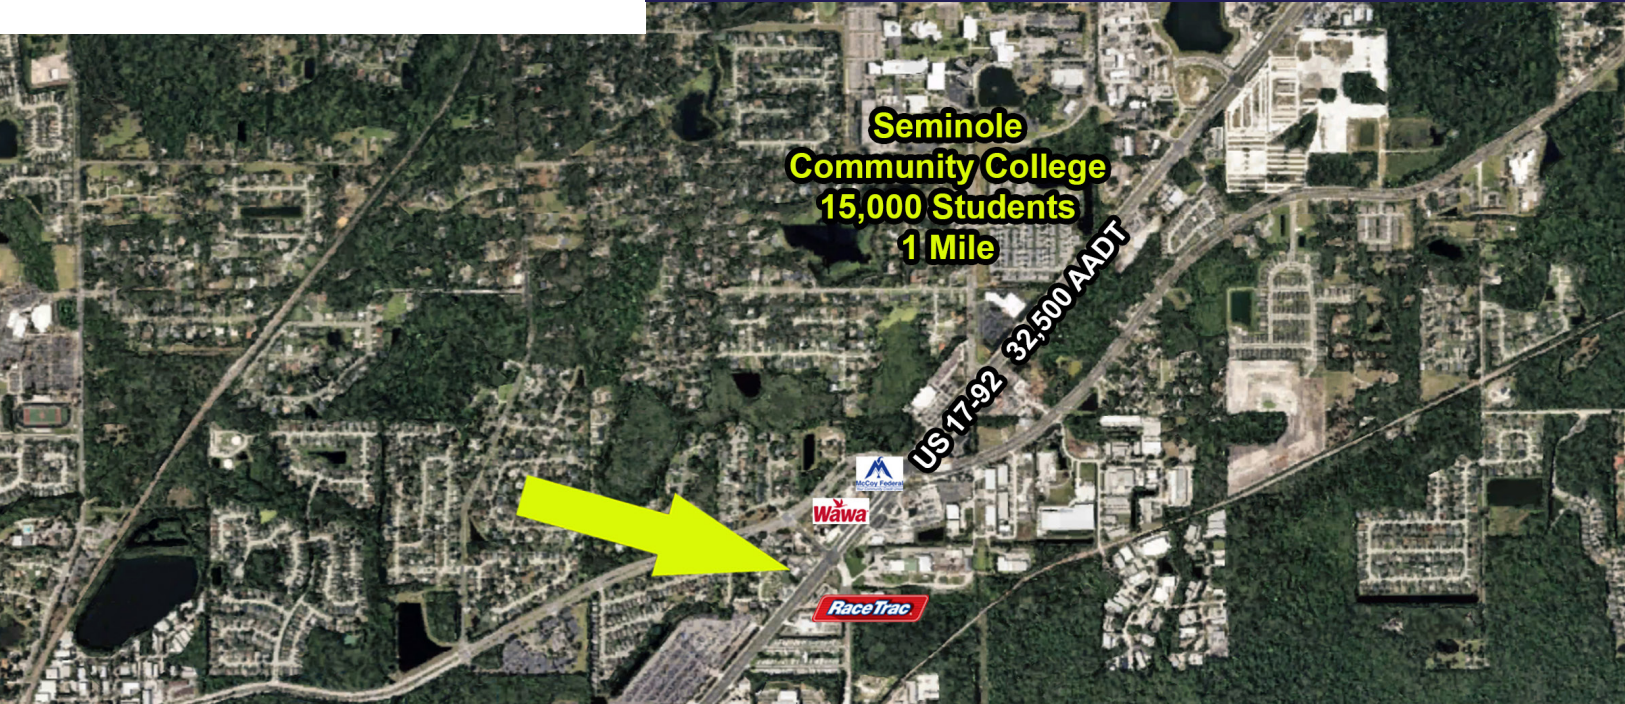 Seminole
Community College
15,000 Students
1 Mile
US 17-92   32,500 AADT
McCoy Federal
Wawa
RaceTrac